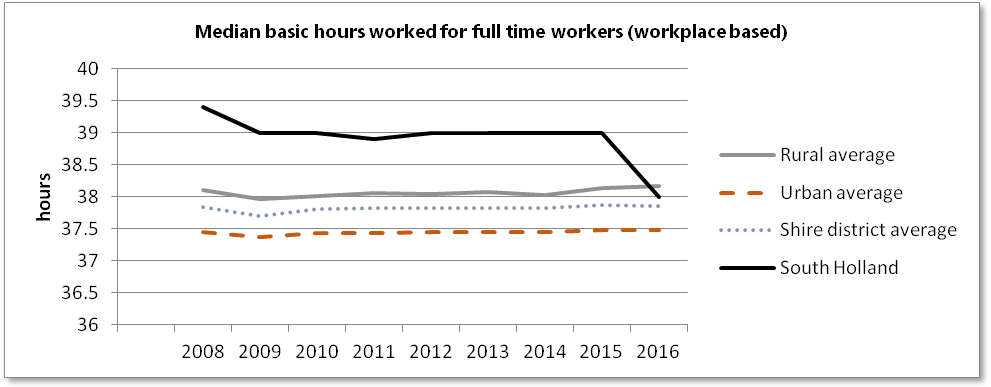 Median basic hours worked for full time workers (workplace based)
40
39.5
39
38.5
38
37.5
37
36.5
36
hours
2008 2009 2010 2011 2012 2013 2014 2015 2016
Rural average
Urban average
Shire district average
South Holland